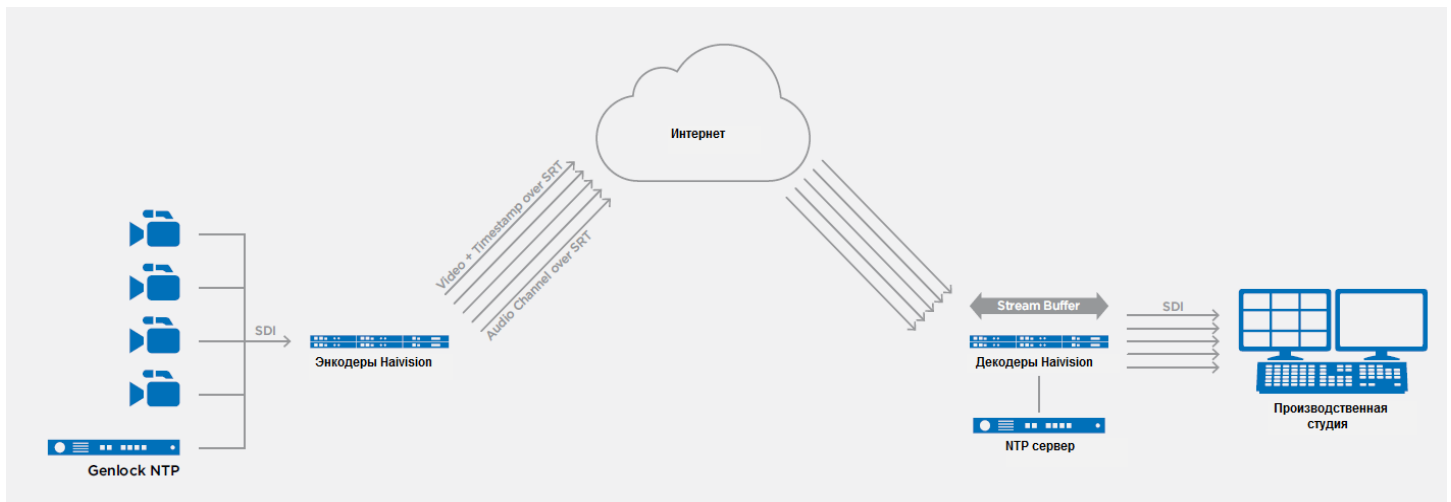 Интернет
Video + Timestamp over SRT
Audio Channel over SRT
SDI
Энкодеры Haivision
Genlock NTP
Stream Buffer
SDI
Декодеры Haivision
NTP сервер
Производственная
студия